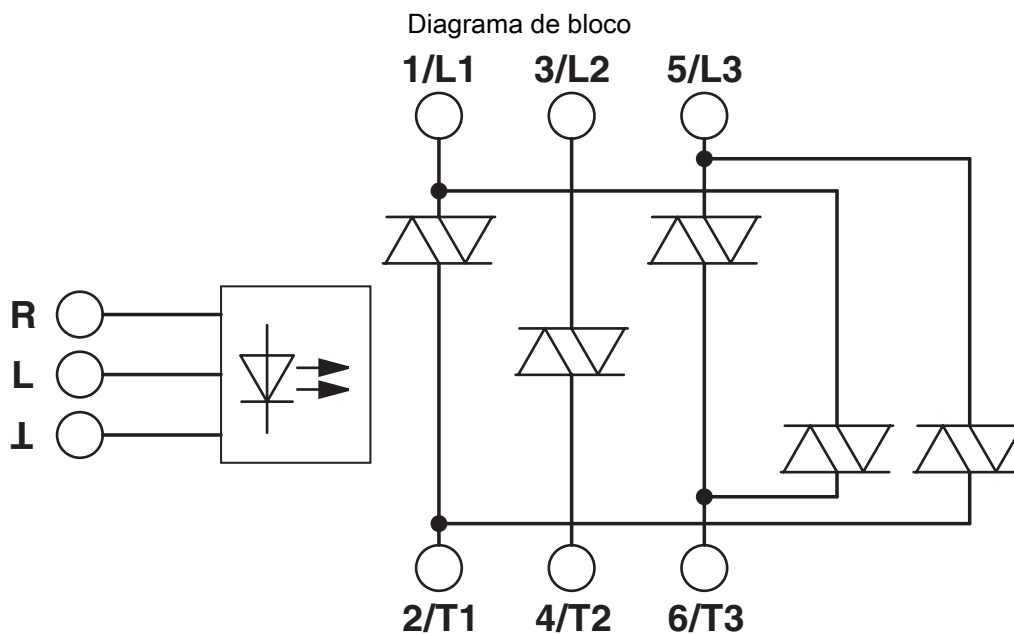 Diagrama de bloco
1/L1 3/L2 5/L3
R
L
⊥
2/T1 4/T2 6/T3